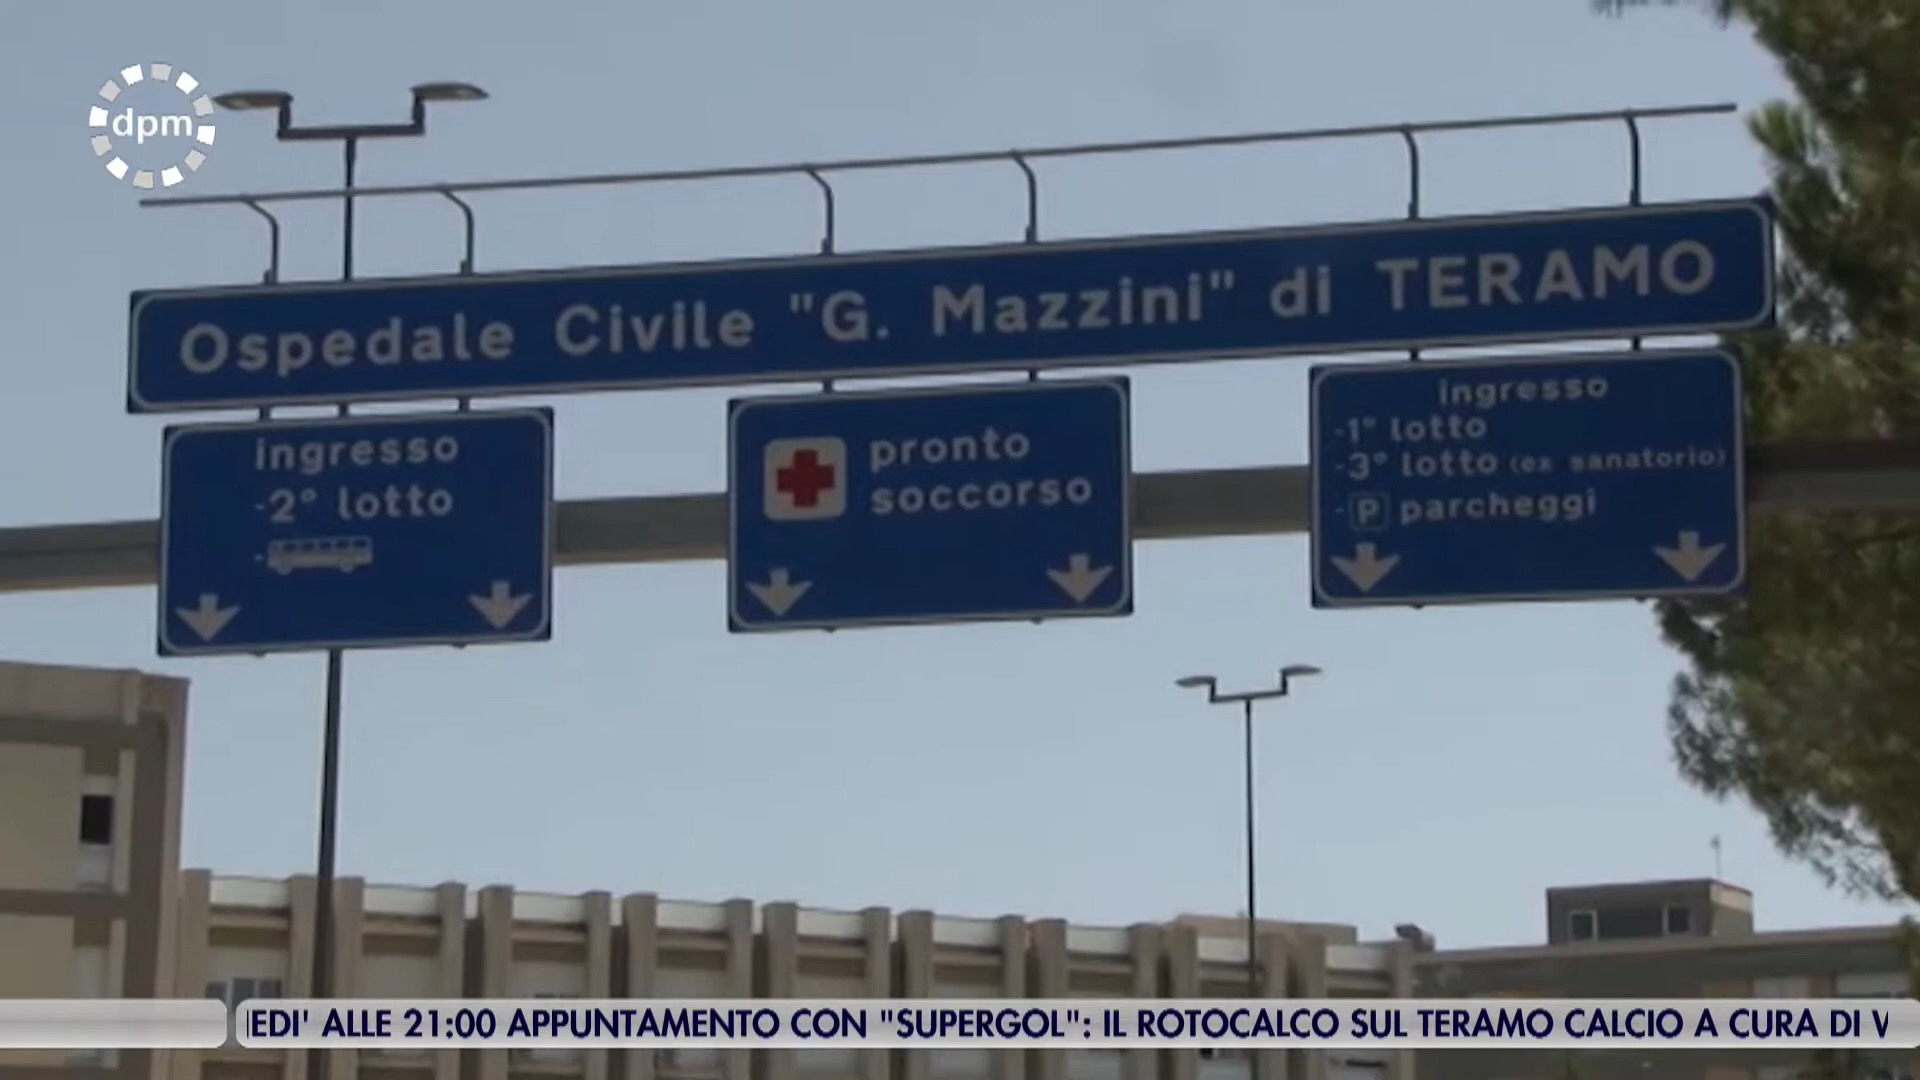 dpm
Ospedale Civile "G. Mazzini" di TERAMO
ingresso
-2° lotto
-
pronto
soccorso
ingresso
-1° lotto
-3° lotto (ex sanatorio)
-P parcheggi
ALLE 21:00 APPUNTAMENTO CON "SUPERGOL": IL ROTOCALCO SUL TERAMO CALCIO A CURA DI